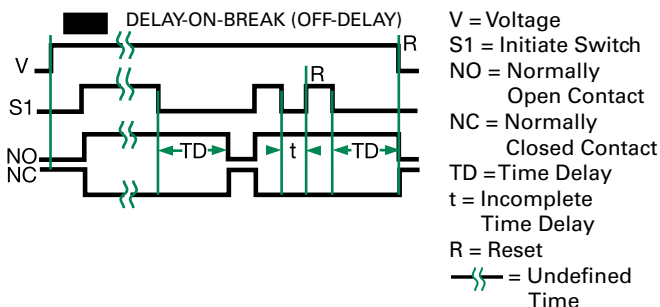 DELAY-ON-BREAK (OFF-DELAY)
R
V
R
S1
NO
TD
t
TD
NC
V = Voltage
S1 = Initiate Switch
NO = Normally
Open Contact
NC = Normally
Closed Contact
TD =Time Delay
t = Incomplete
Time Delay
R = Reset
= Undefined
Time